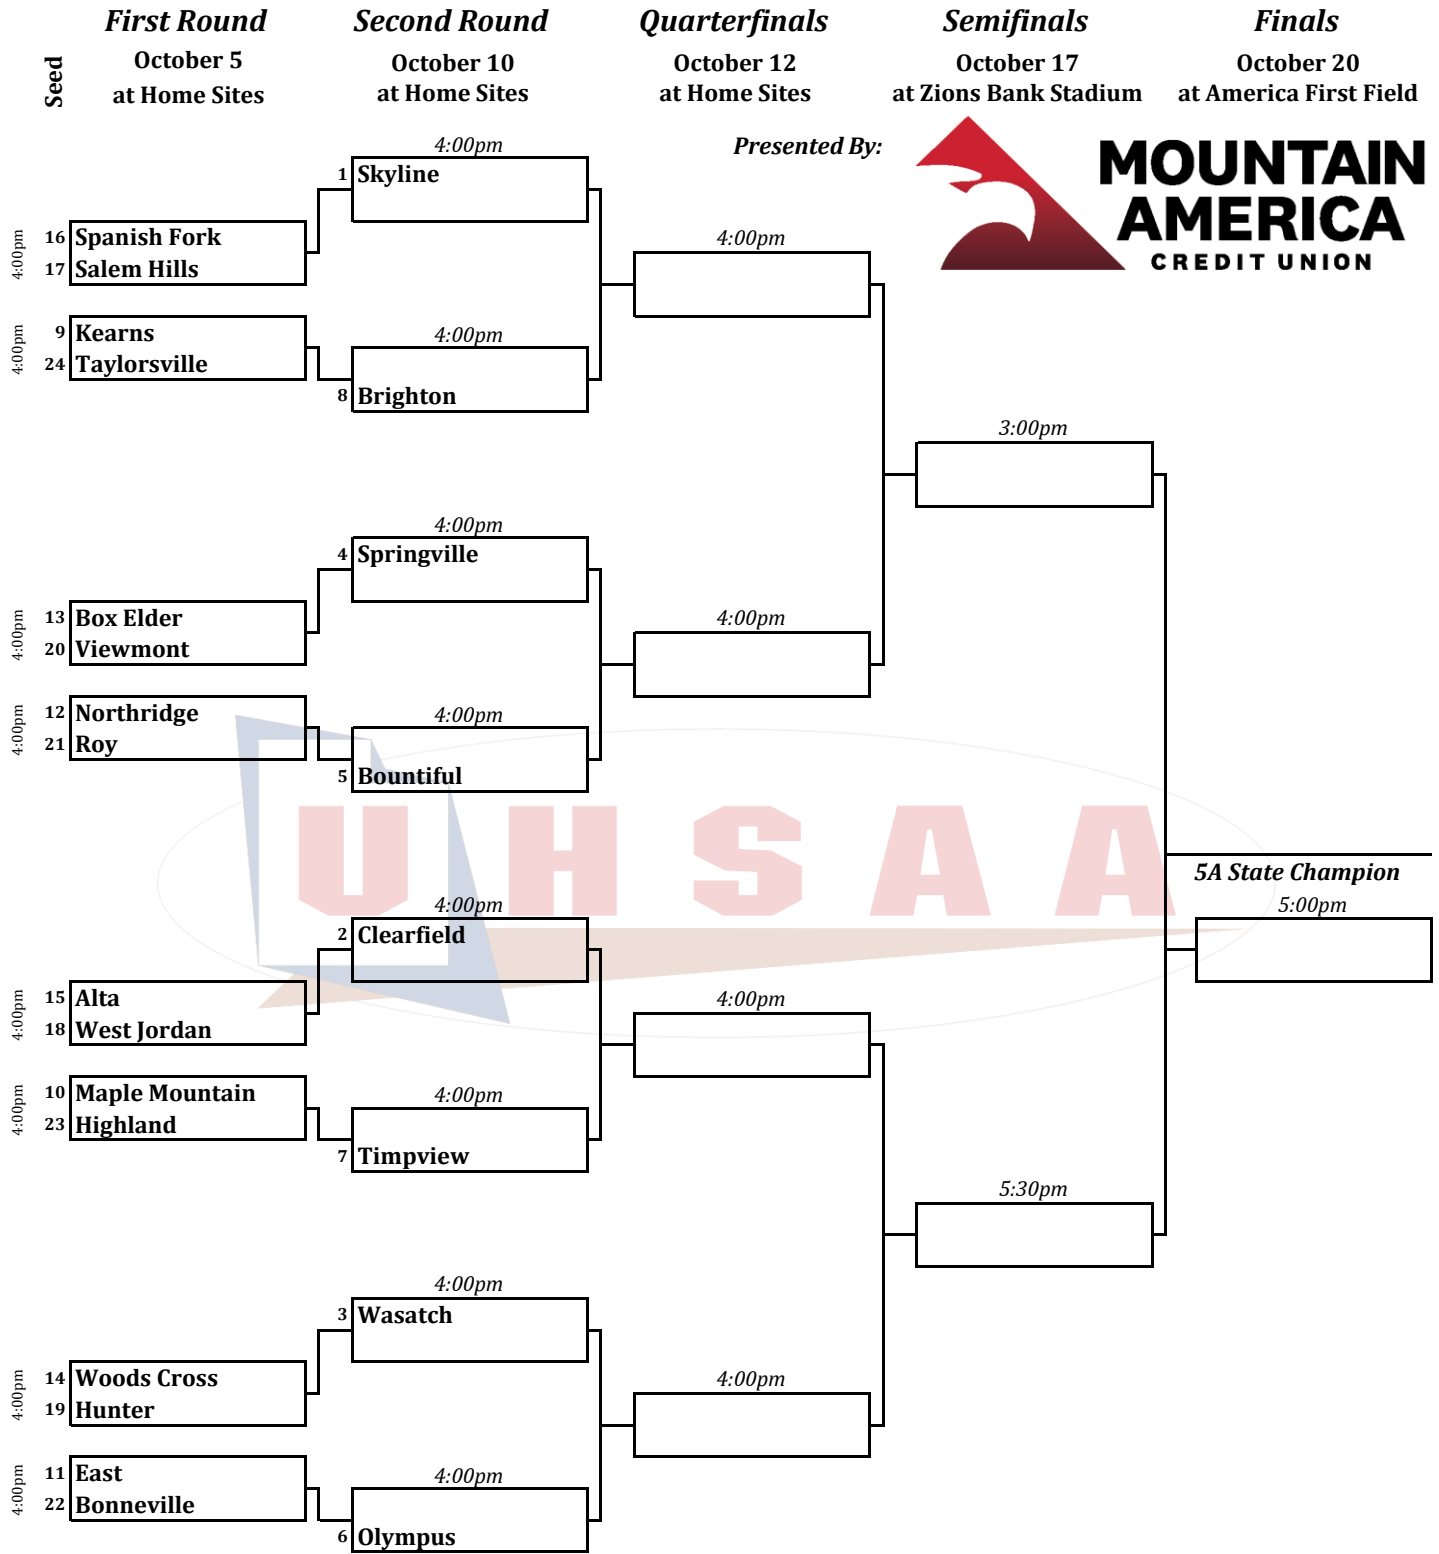 First Round
Second Round
Quarterfinals
Semifinals
Finals
Seed
October 5
at Home Sites
October 10
at Home Sites
October 12
at Home Sites
October 17
at Zions Bank Stadium
October 20
at America First Field
Presented By:
MOUNTAIN
AMERICA
CREDIT UNION
4:00pm
1 Skyline
4:00pm
16 Spanish Fork
17 Salem Hills
4:00pm
4:00pm
9 Kearns
24 Taylorsville
4:00pm
8 Brighton
3:00pm
4:00pm
4 Springville
4:00pm
13 Box Elder
20 Viewmont
4:00pm
4:00pm
12 Northridge
21 Roy
4:00pm
5 Bountiful
UHSAA
5A State Champion
5:00pm
4:00pm
2 Clearfield
4:00pm
15 Alta
18 West Jordan
4:00pm
4:00pm
10 Maple Mountain
23 Highland
4:00pm
7 Timpview
5:30pm
4:00pm
3 Wasatch
4:00pm
14 Woods Cross
19 Hunter
4:00pm
4:00pm
11 East
22 Bonneville
4:00pm
6 Olympus